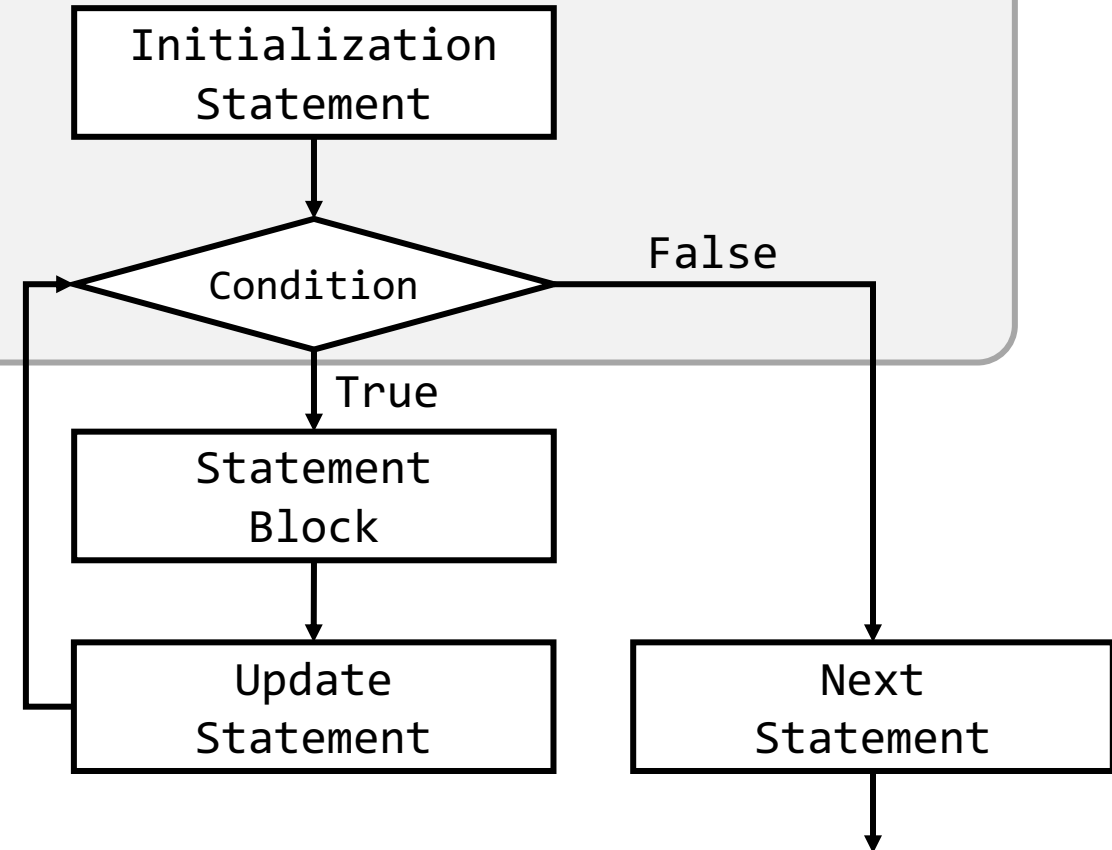 Initialization
Statement
Condition
False
True
Statement
Block
Update
Statement
Next
Statement